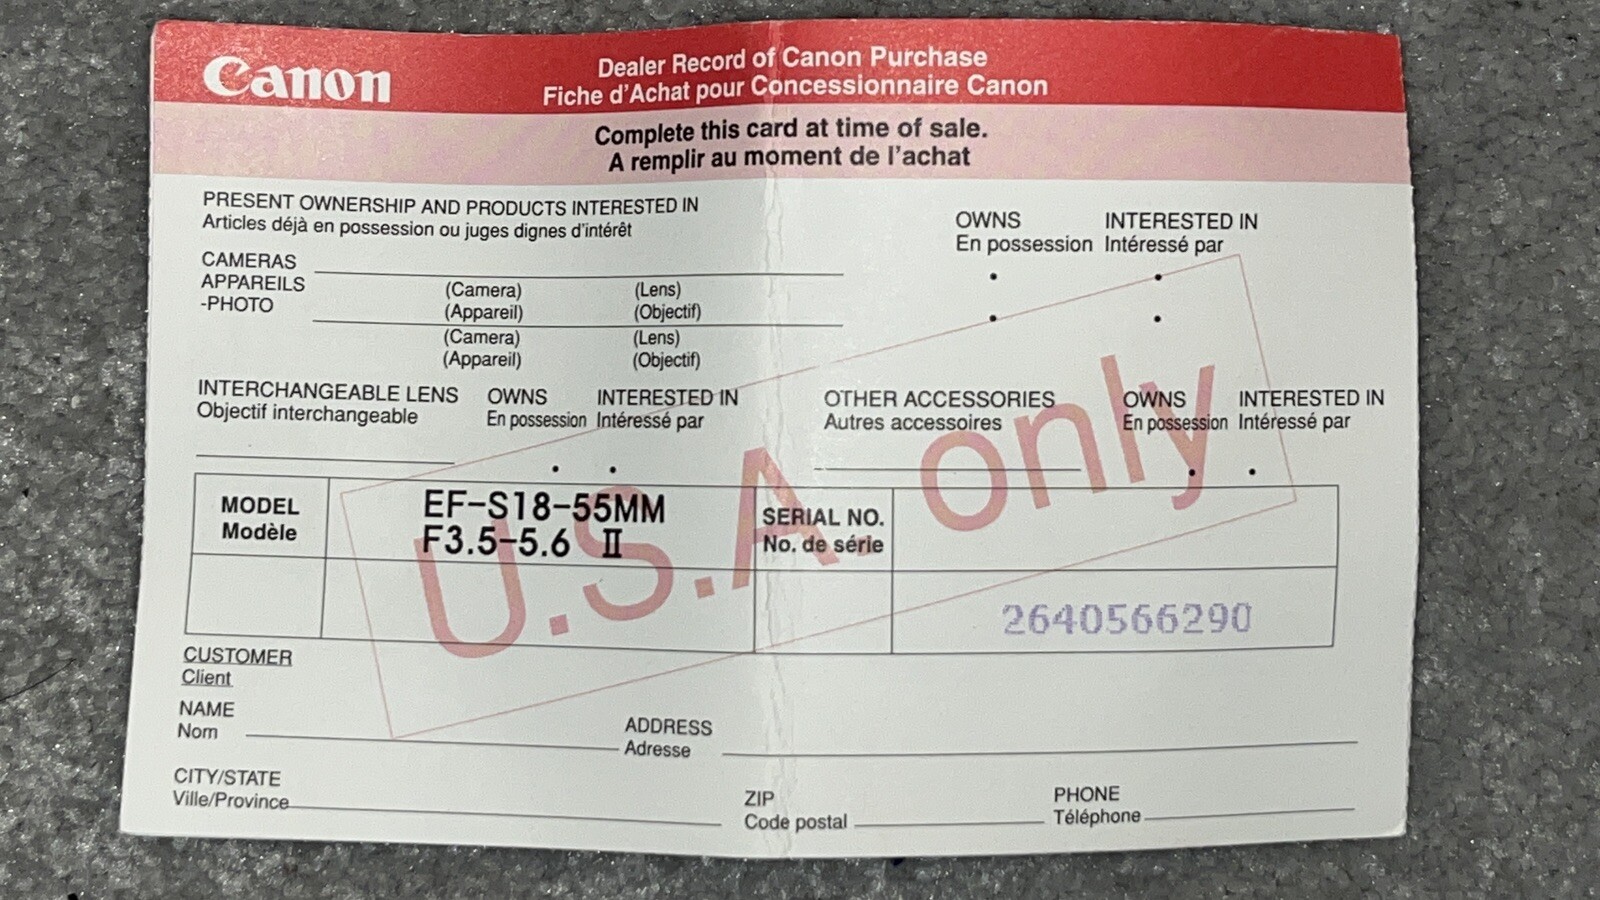 Canon
Dealer Record of Canon Purchase
Fiche d'Achat pour Concessionnaire Canon
Complete this card at time of sale.
A remplir au moment de l'achat
PRESENT OWNERSHIP AND PRODUCTS INTERESTED IN
Articles déjà en possession ou juges dignes d'intérêt
OWNS INTERESTED IN
En possession Intéressé par
CAMERAS
APPAREILS
-PHOTO
(Camera) (Lens)
(Appareil) (Objectif)
(Camera) (Lens)
(Appareil) (Objectif)
INTERCHANGEABLE LENS OWNS INTERESTED IN
Objectif interchangeable En possession Intéressé par
OTHER ACCESSORIES OWNS INTERESTED IN
Autres accessoires En possession Intéressé par
U.S.A. only
MODEL
Modèle
EF-S18-55MM
F3.5-5.6 II
SERIAL NO.
No. de série
2640566290
CUSTOMER
Client
NAME
Nom
ADDRESS
Adresse
CITY/STATE
Ville/Province
ZIP
Code postal
PHONE
Téléphone